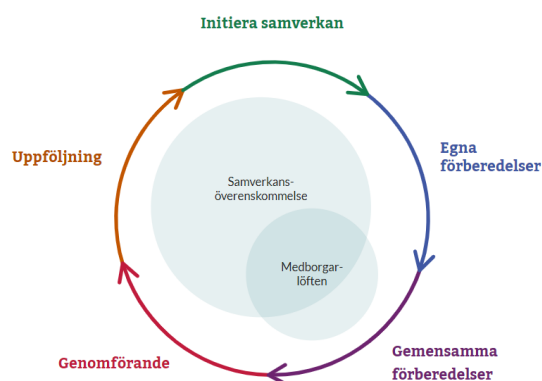 Initiera samverkan
Egna
förberedelser
Uppföljning
Samverkans-
överenskommelse
Medborgar-
löften
Gemensamma
förberedelser
Genomförande